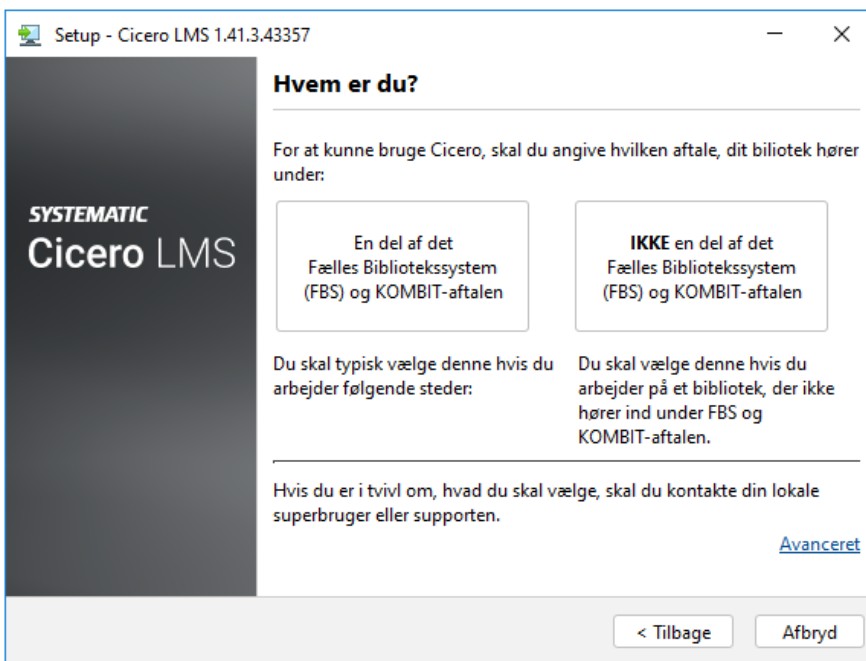 Setup - Cicero LMS 1.41.3.43357
SYSTEMATIC
Cicero LMS
Hvem er du?
For at kunne bruge Cicero, skal du angive hvilken aftale, dit biliotek hører
under:
En del af det
Fælles Bibliotekssystem
(FBS) og KOMBIT-aftalen
IKKE en del af det
Fælles Bibliotekssystem
(FBS) og KOMBIT-aftalen
Du skal typisk vælge denne hvis du
arbejder følgende steder:
Du skal vælge denne hvis du
arbejder på et bibliotek, der ikke
hører ind under FBS og
KOMBIT-aftalen.
Hvis du er i tvivl om, hvad du skal vælge, skal du kontakte din lokale
superbruger eller supporten.
Avanceret
< Tilbage
Afbryd